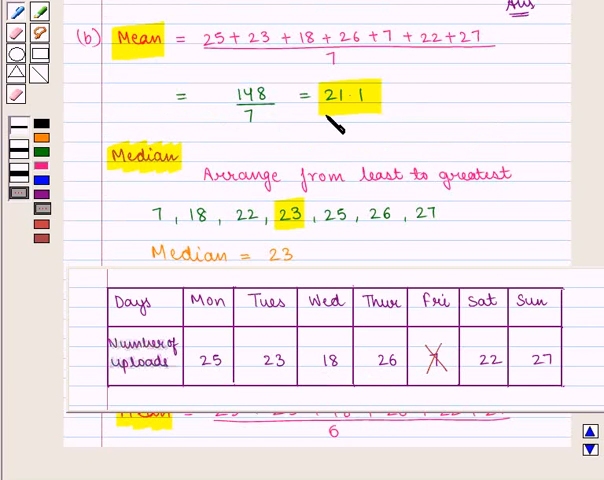 Ans
(b) Mean = 25 + 23 + 18 + 26 + 7 + 22 + 27
7
= 148 = 21.1
7
Median
Arrange from least to greatest
7, 18, 22, 23, 25, 26, 27
Median = 23
Days Mon Tues Wed Thur Fri Sat Sun
Number of
uploads 25 23 18 26 7 22 27
Mean =
6